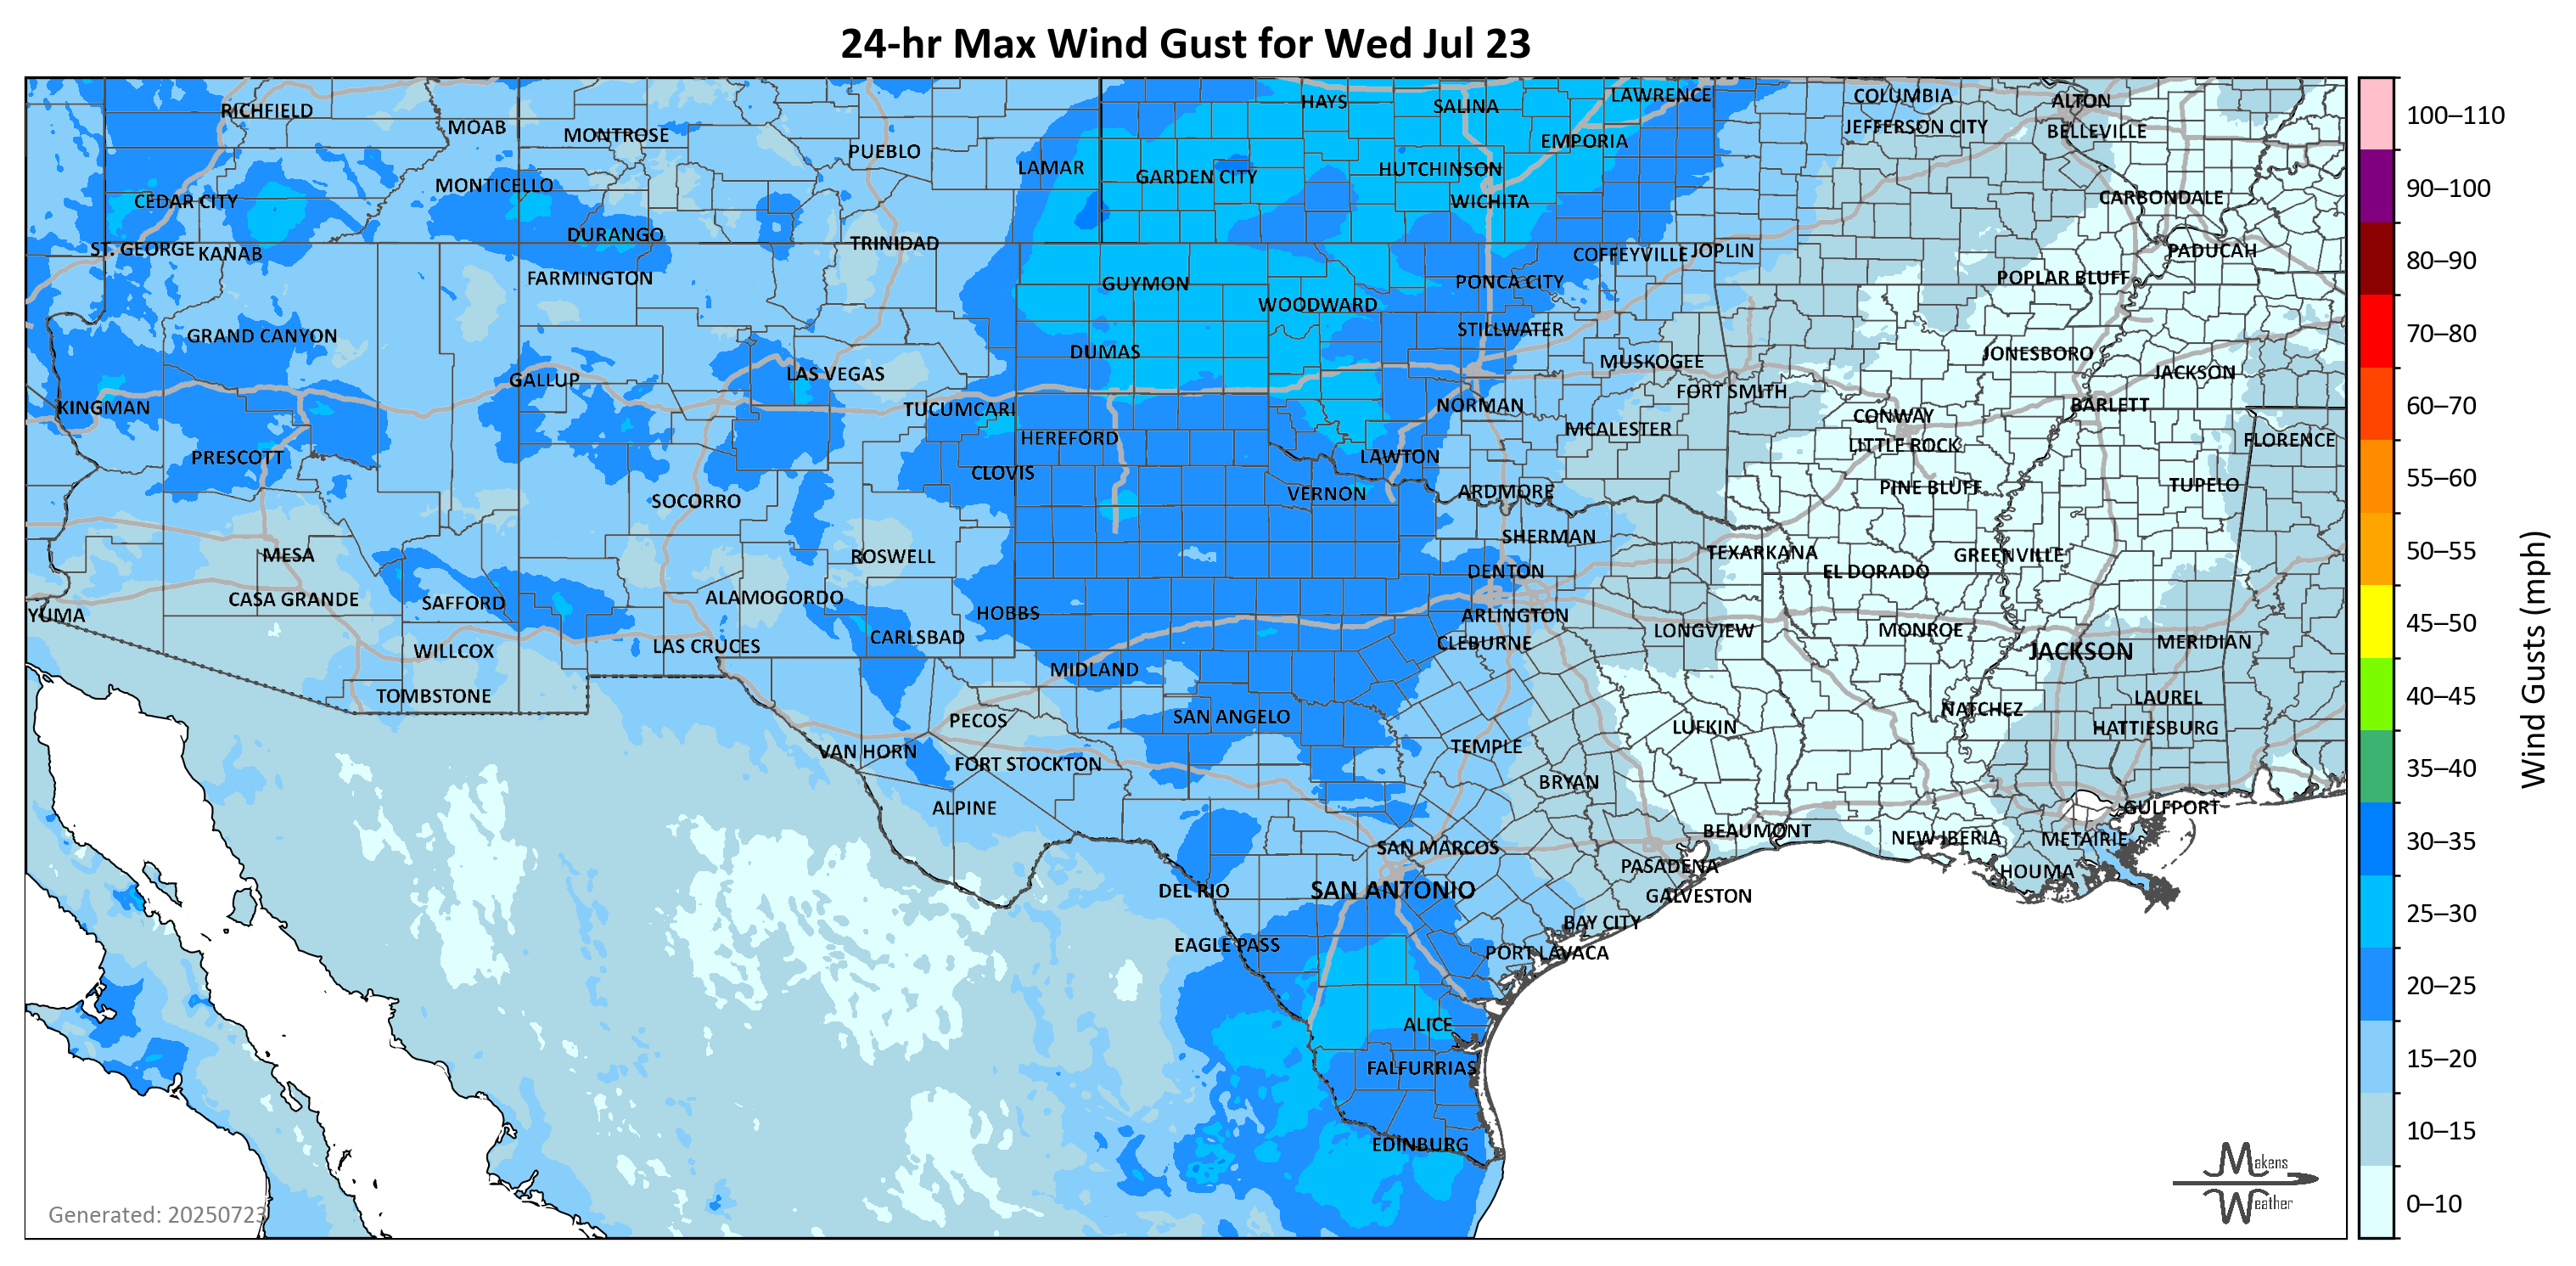 24-hr Max Wind Gust for Wed Jul 23
RICHFIELD
MOAB
MONTROSE
PUEBLO
LAMAR
HAYS
SALINA
LAWRENCE
EMPORIA
COLUMBIA
JEFFERSON CITY
ALTON
BELLEVILLE
MONTICELLO
GARDEN CITY
HUTCHINSON
WICHITA
CEDAR CITY
CARBONDALE
DURANGO
TRINIDAD
ST. GEORGE
KANAB
COFFEYVILLE
JOPLIN
PADUCAH
FARMINGTON
GUYMON
PONCA CITY
POPLAR BLUFF
WOODWARD
GRAND CANYON
STILLWATER
DUMAS
MUSKOGEE
JONESBORO
JACKSON
GALLUP
LAS VEGAS
FORT SMITH
KINGMAN
TUCUMCARI
NORMAN
BARLETT
CONWAY
HEREFORD
MCALESTER
LITTLE ROCK
FLORENCE
PRESCOTT
CLOVIS
LAWTON
SOCORRO
VERNON
ARDMORE
PINE BLUFF
TUPELO
SHERMAN
MESA
ROSWELL
TEXARKANA
GREENVILLE
DENTON
EL DORADO
CASA GRANDE
SAFFORD
ALAMOGORDO
HOBBS
ARLINGTON
YUMA
CARLSBAD
LONGVIEW
MONROE
LAS CRUCES
CLEBURNE
MERIDIAN
WILLCOX
JACKSON
MIDLAND
TOMBSTONE
LAUREL
PECOS
SAN ANGELO
NATCHEZ
LUFKIN
HATTIESBURG
VAN HORN
TEMPLE
FORT STOCKTON
BRYAN
ALPINE
GULFPORT
BEAUMONT
NEW IBERIA
METAIRIE
SAN MARCOS
PASADENA
HOUMA
DEL RIO
SAN ANTONIO
GALVESTON
BAY CITY
EAGLE PASS
PORT LAVACA
ALICE
FALFURRIAS
EDINBURG
Generated: 20250723
Makens
Weather
100–110
90–100
80–90
70–80
60–70
55–60
50–55
45–50
40–45
35–40
30–35
25–30
20–25
15–20
10–15
0–10
Wind Gusts (mph)